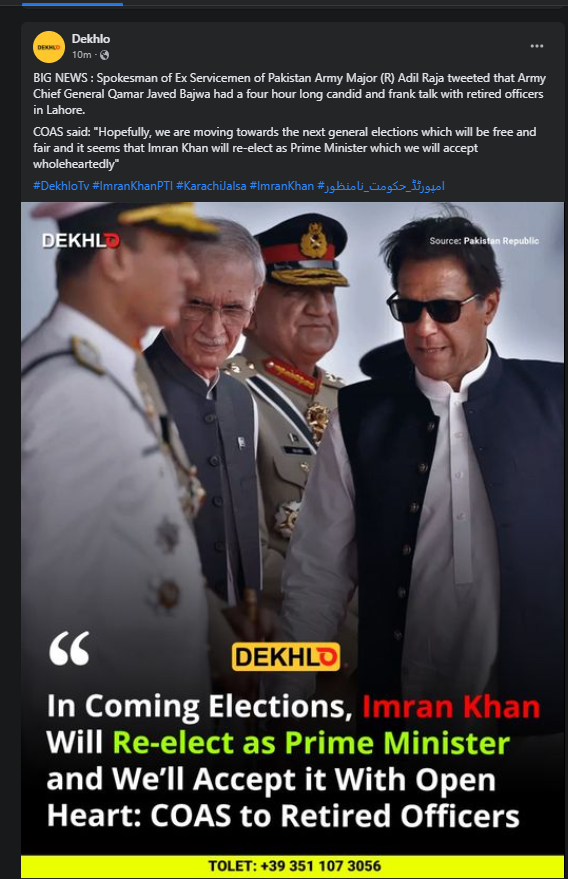 DEKHLO
Dekhlo
10m ·
BIG NEWS : Spokesman of Ex Servicemen of Pakistan Army Major (R) Adil Raja tweeted that Army
Chief General Qamar Javed Bajwa had a four hour long candid and frank talk with retired officers
in Lahore.
COAS said: "Hopefully, we are moving towards the next general elections which will be free and
fair and it seems that Imran Khan will re-elect as Prime Minister which we will accept
wholeheartedly"
#DekhloTv #ImranKhanPTI #KarachiJalsa #ImranKhan #امپورٹڈ_حکومت_نامنظور
DEKHLO
Source: Pakistan Republic
“
DEKHLO
In Coming Elections, Imran Khan
Will Re-elect as Prime Minister
and We’ll Accept it With Open
Heart: COAS to Retired Officers
TOLET: +39 351 107 3056